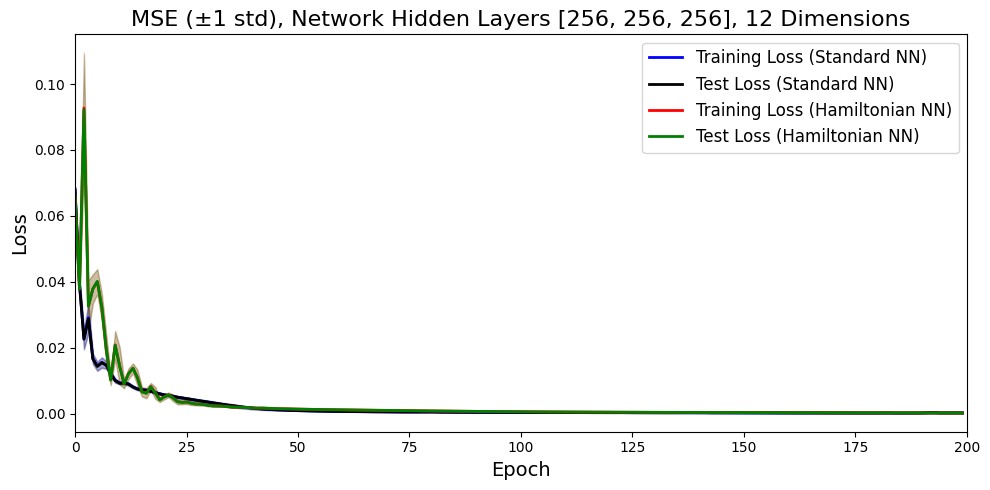 MSE (±1 std), Network Hidden Layers [256, 256, 256], 12 Dimensions
Training Loss (Standard NN)
Test Loss (Standard NN)
Training Loss (Hamiltonian NN)
Test Loss (Hamiltonian NN)
Loss
0.10
0.08
0.06
0.04
0.02
0.00
0 25 50 75 100 125 150 175 200
Epoch